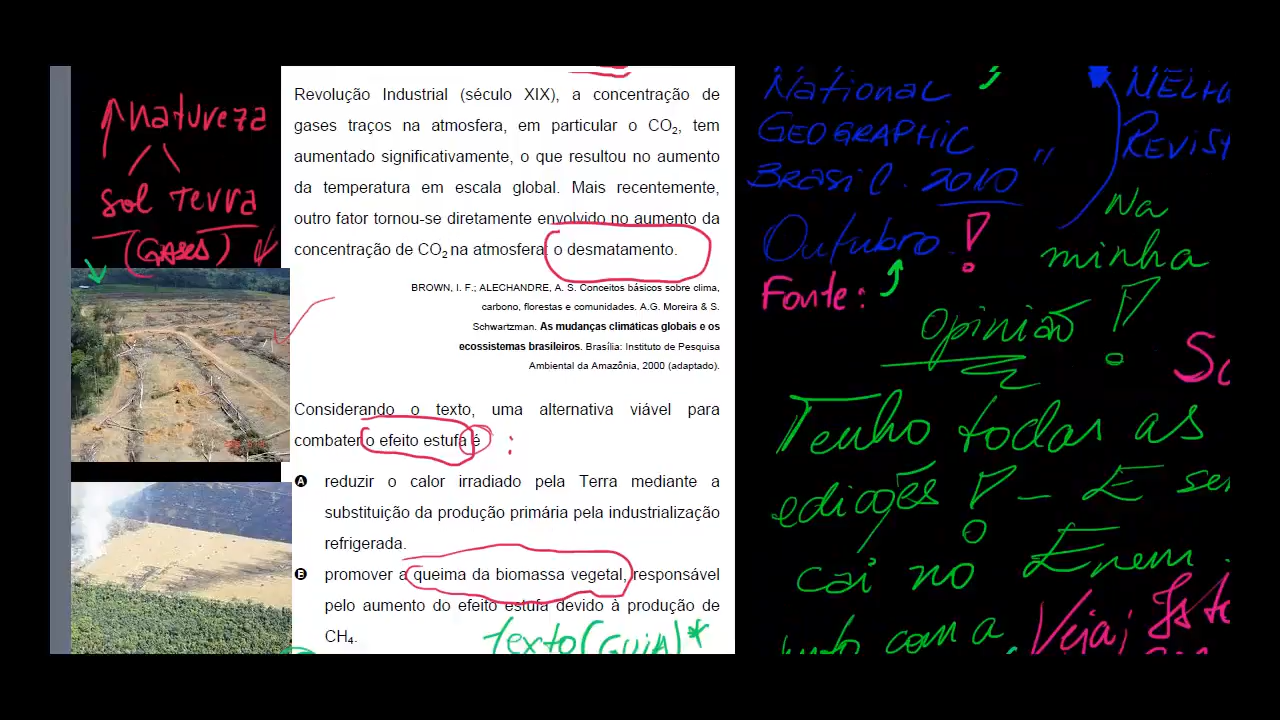 ↑ natureza
sol terra
(GASES)
Revolução Industrial (século XIX), a concentração de
gases traços na atmosfera, em particular o CO₂, tem
aumentado significativamente, o que resultou no aumento
da temperatura em escala global. Mais recentemente,
outro fator tornou-se diretamente envolvido no aumento da
concentração de CO₂ na atmosfera: o desmatamento.
BROWN, I. F.; ALECHANDRE, A. S. Conceitos básicos sobre clima,
carbono, florestas e comunidades. A.G. Moreira & S.
Schwartzman. As mudanças climáticas globais e os
ecossistemas brasileiros. Brasília: Instituto de Pesquisa
Ambiental da Amazônia, 2000 (adaptado).
Considerando o texto, uma alternativa viável para
combater o efeito estufa é :
A reduzir o calor irradiado pela Terra mediante a
substituição da produção primária pela industrialização
refrigerada.
B promover a queima da biomassa vegetal, responsável
pelo aumento do efeito estufa devido à produção de
CH₄.
texto (GUIA) *
National
GEOGRAPHIC
BRASIL. 2010 "
Outubro !
Fonte:
Na
minha
Opinião !
Tenho todas as
edições ! - E
cai no Enem
com a
Veja;